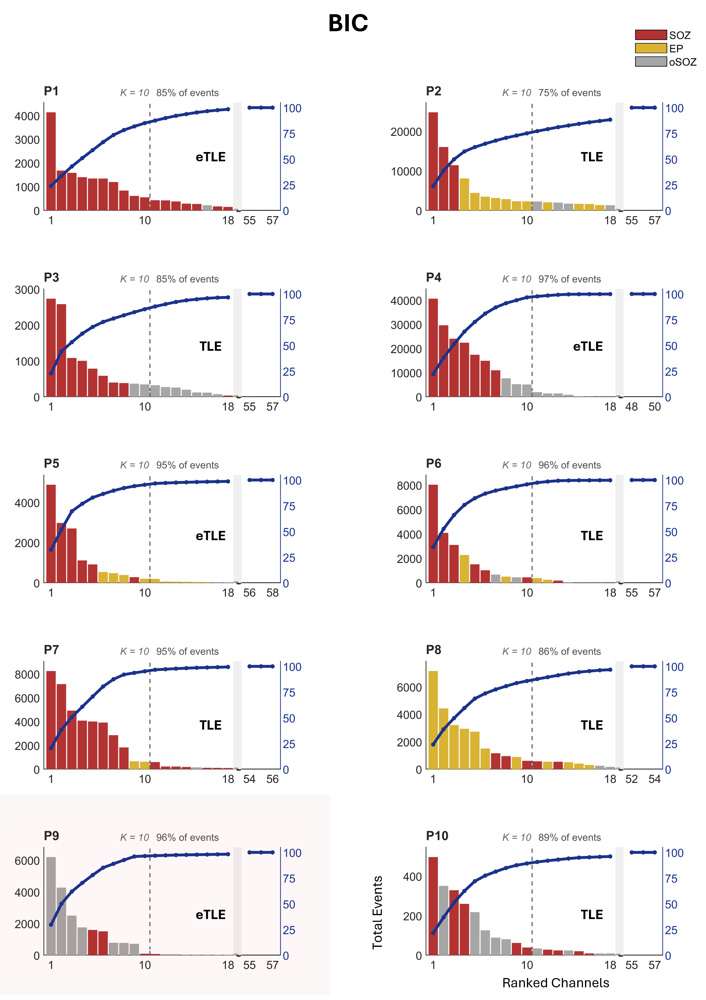 BIC
SOZ
EP
oSOZ
P1 K = 10 85% of events
4000
3000
2000
1000
0
100
75
50
25
0
eTLE
1 10 18 55 57
P2 K = 10 75% of events
20000
10000
0
100
75
50
25
0
TLE
1 10 18 55 57
P3 K = 10 85% of events
3000
2000
1000
0
100
75
50
25
0
TLE
1 10 18 55 57
P4 K = 10 97% of events
40000
30000
20000
10000
0
100
75
50
25
0
eTLE
1 10 18 48 50
P5 K = 10 95% of events
4000
2000
0
100
75
50
25
0
eTLE
1 10 18 56 58
P6 K = 10 96% of events
8000
6000
4000
2000
0
100
75
50
25
0
TLE
1 10 18 55 57
P7 K = 10 95% of events
8000
6000
4000
2000
0
100
75
50
25
0
TLE
1 10 18 54 56
P8 K = 10 86% of events
6000
4000
2000
0
100
75
50
25
0
TLE
1 10 18 52 54
P9 K = 10 96% of events
6000
4000
2000
0
100
75
50
25
0
eTLE
1 10 18 55 57
P10 K = 10 89% of events
Total Events
400
200
0
100
75
50
25
0
TLE
1 10 18 55 57
Ranked Channels